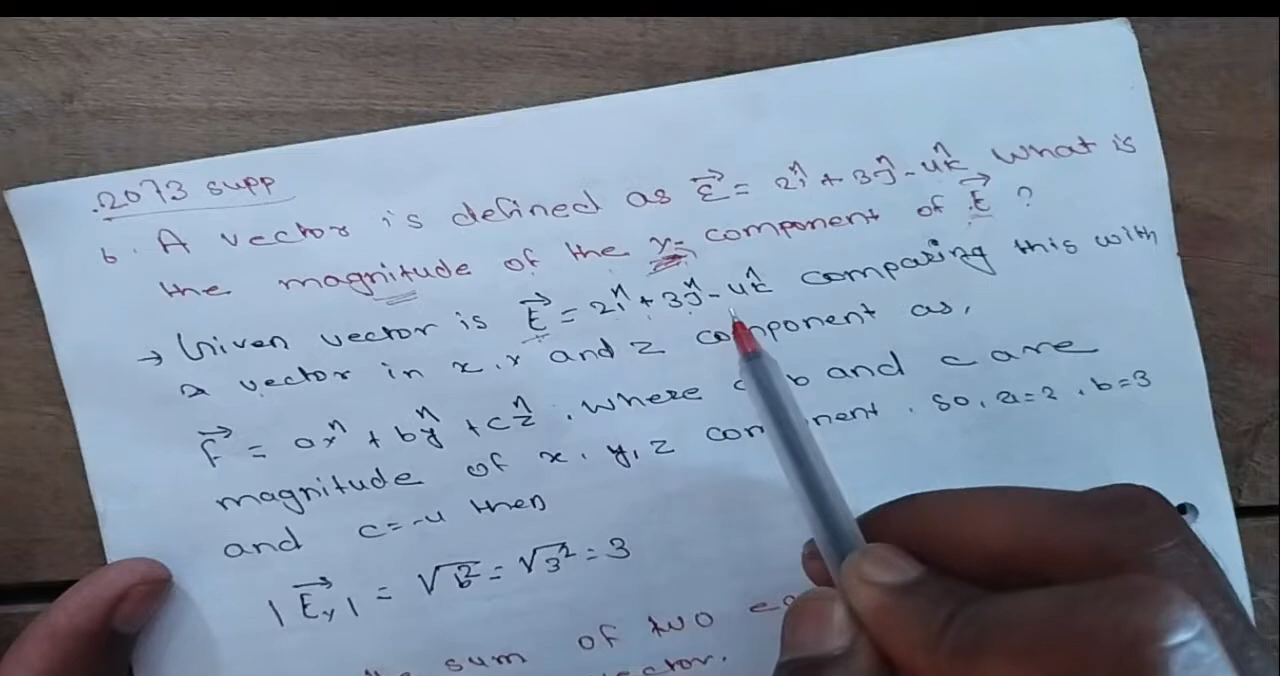 .2073 supp
6. A vector is defined as E⃗ = 2î + 3ĵ - 4k̂ What is
the magnitude of the y- component of E⃗ ?
→ Given vector is E⃗ = 2î + 3ĵ - 4k̂ comparing this with
a vector in x, y and z component as,
F⃗ = ax̂ + bŷ + cẑ . where b and c are
magnitude of x, y, z component . So, a=2 , b=3
and c=-4 then
|E⃗y| = √b² = √3² = 3
sum of two